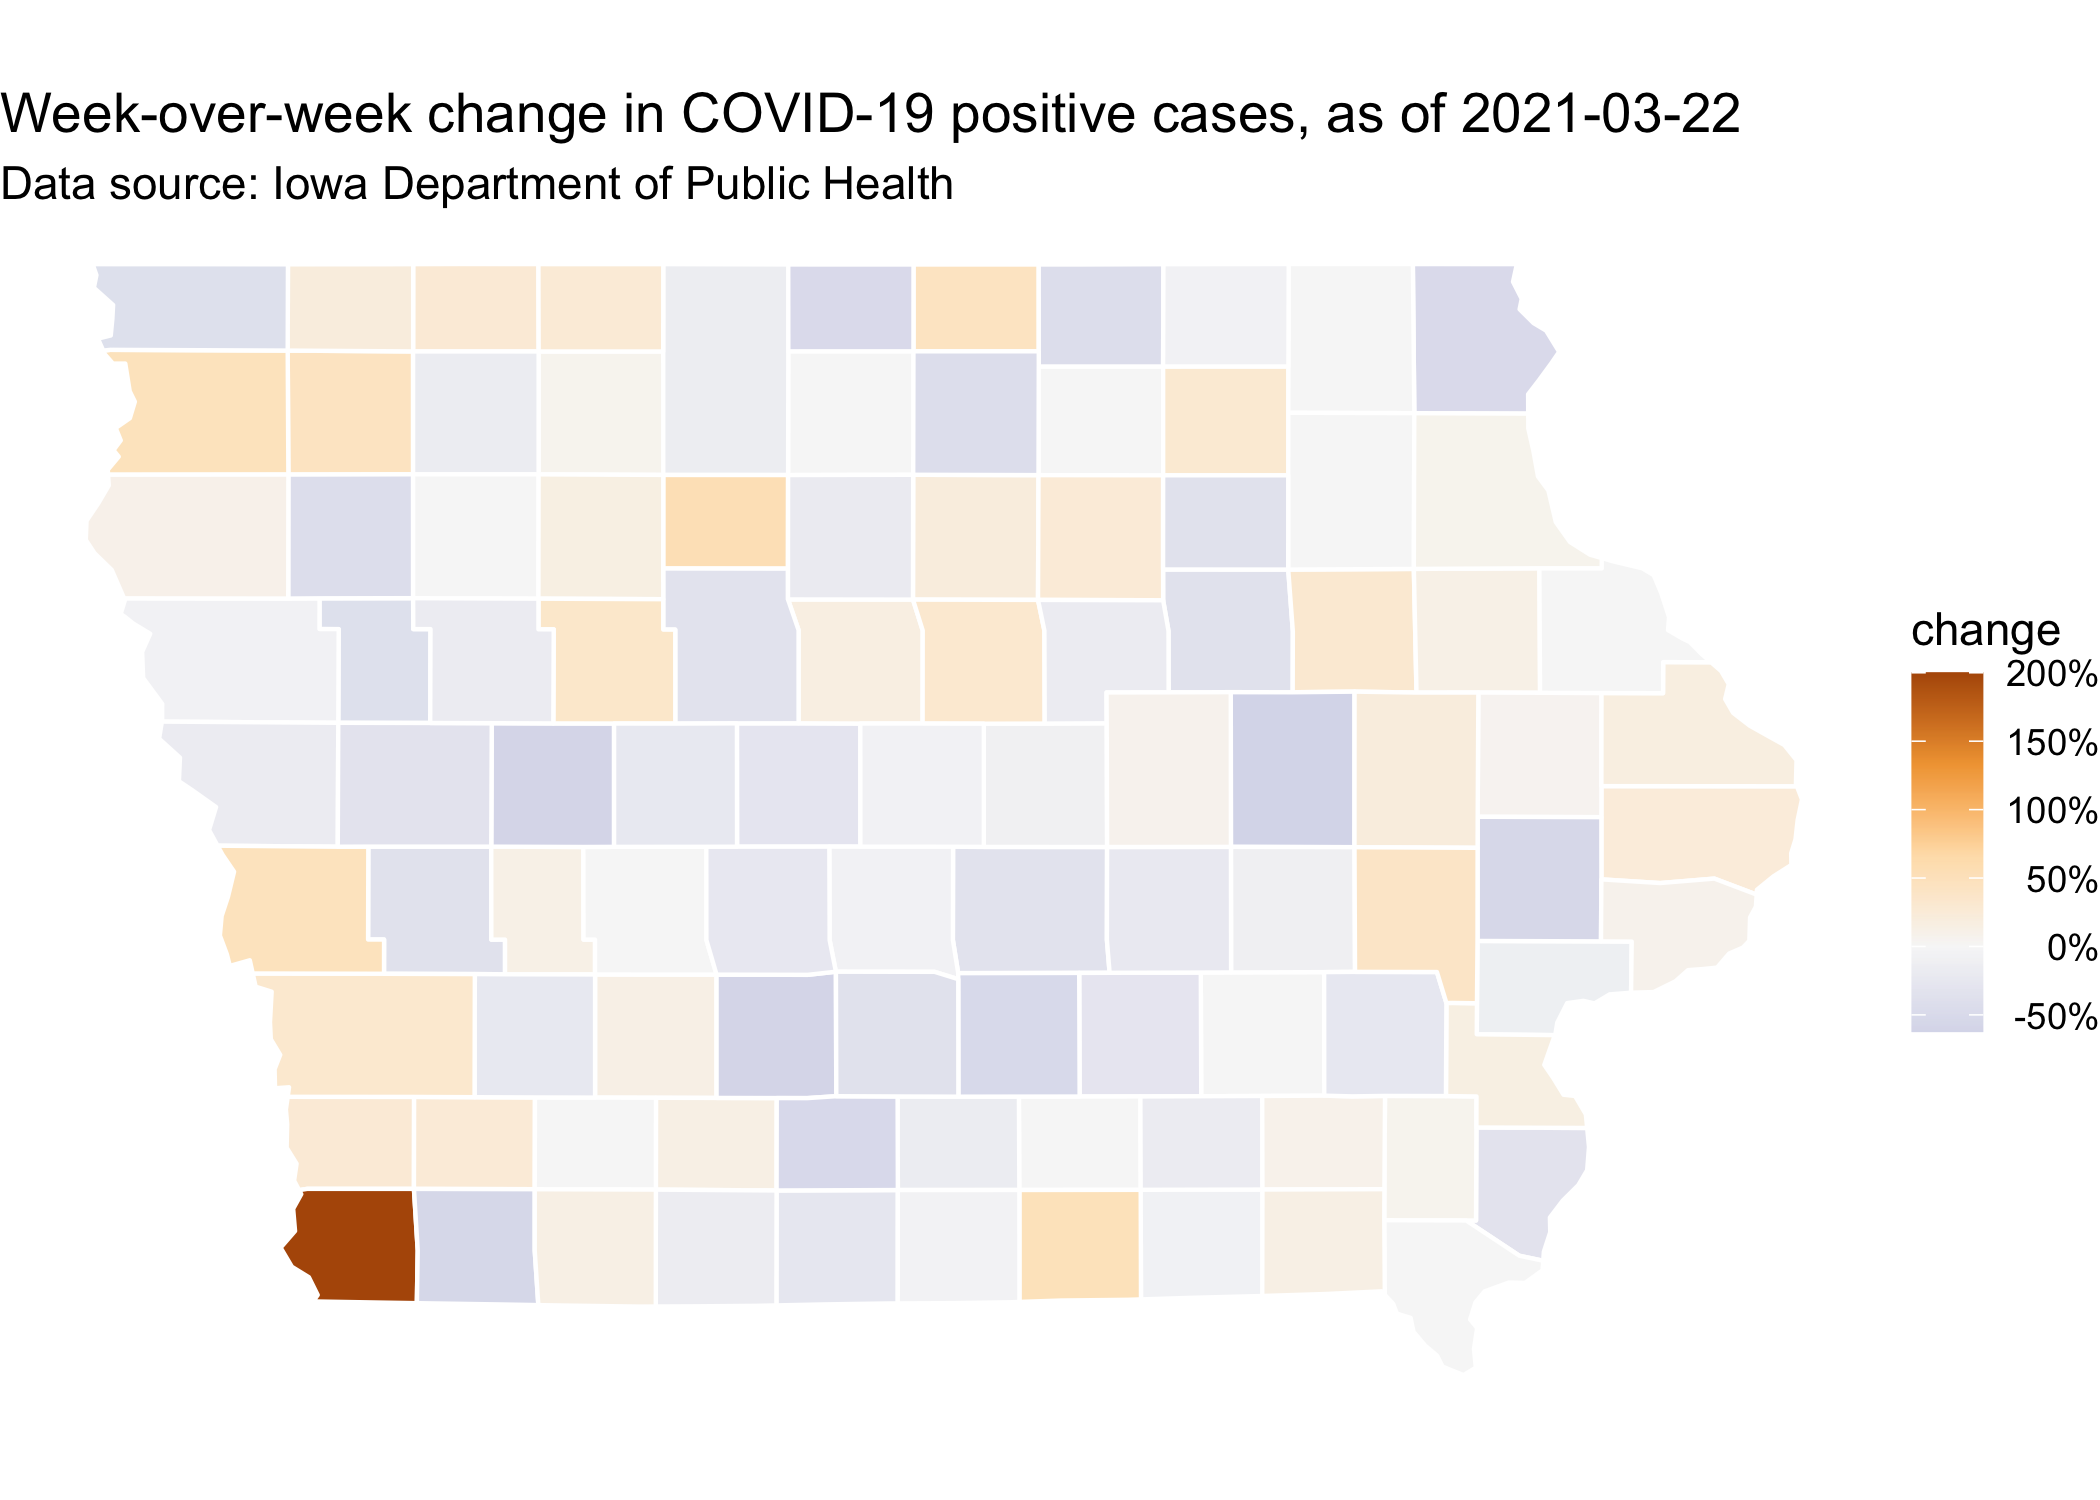 Week-over-week change in COVID-19 positive cases, as of 2021-03-22
Data source: Iowa Department of Public Health
change
200%
150%
100%
50%
0%
-50%